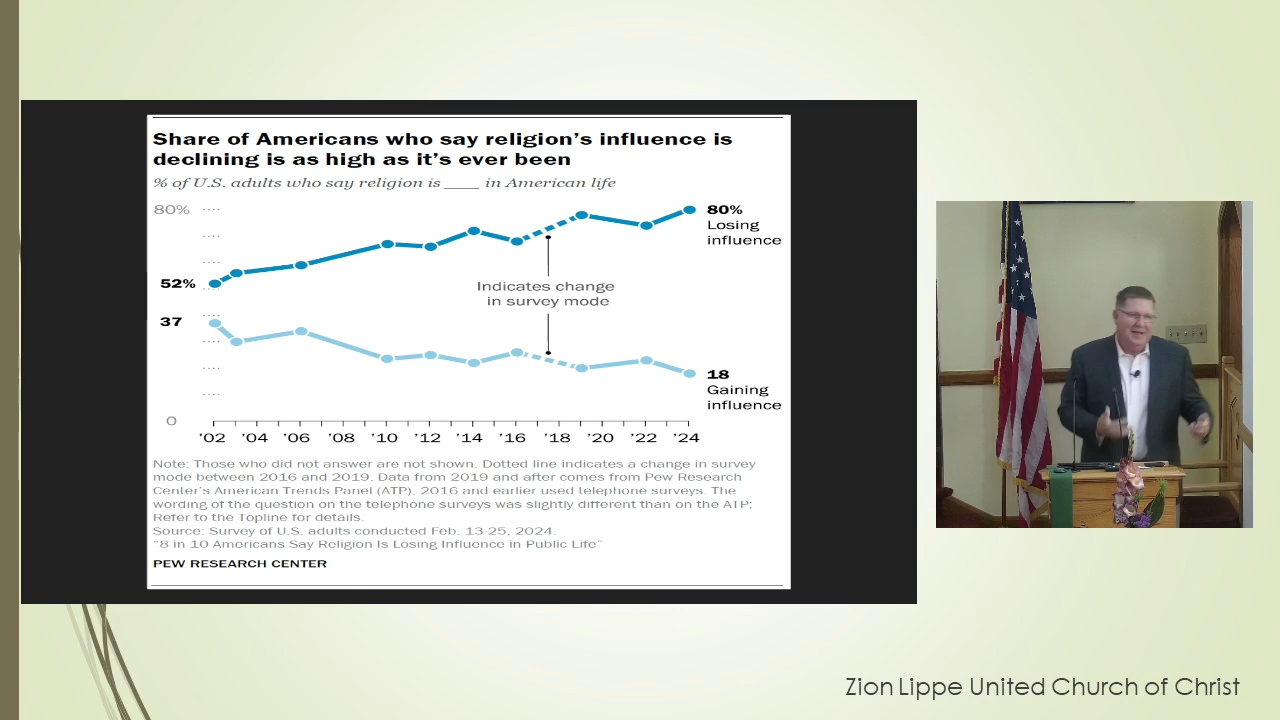 Share of Americans who say religion's influence is
declining is as high as it's ever been
% of U.S. adults who say religion is ____ in American life
80%
80%
Losing
influence
52%
Indicates change
in survey mode
37
18
Gaining
influence
0
'02 '04 '06 '08 '10 '12 '14 '16 '18 '20 '22 '24
Note: Those who did not answer are not shown. Dotted line indicates a change in survey
mode between 2016 and 2019. Data from 2019 and after comes from Pew Research
Center's American Trends Panel (ATP), 2016 and earlier used telephone surveys. The
wording of the question on the telephone surveys was slightly different than on the ATP;
Refer to the Topline for details.
Source: Survey of U.S. adults conducted Feb. 13-25, 2024.
"8 in 10 Americans Say Religion Is Losing Influence in Public Life"
PEW RESEARCH CENTER
Zion Lippe United Church of Christ